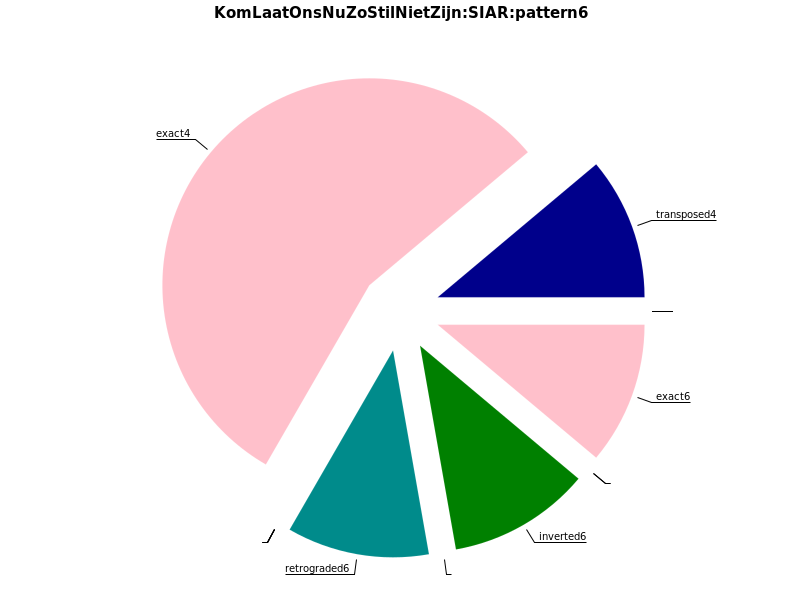 KomLaatOnsNuZoStilNietZijn:SIAR:pattern6
exact4
transposed4
exact6
inverted6
retrograded6